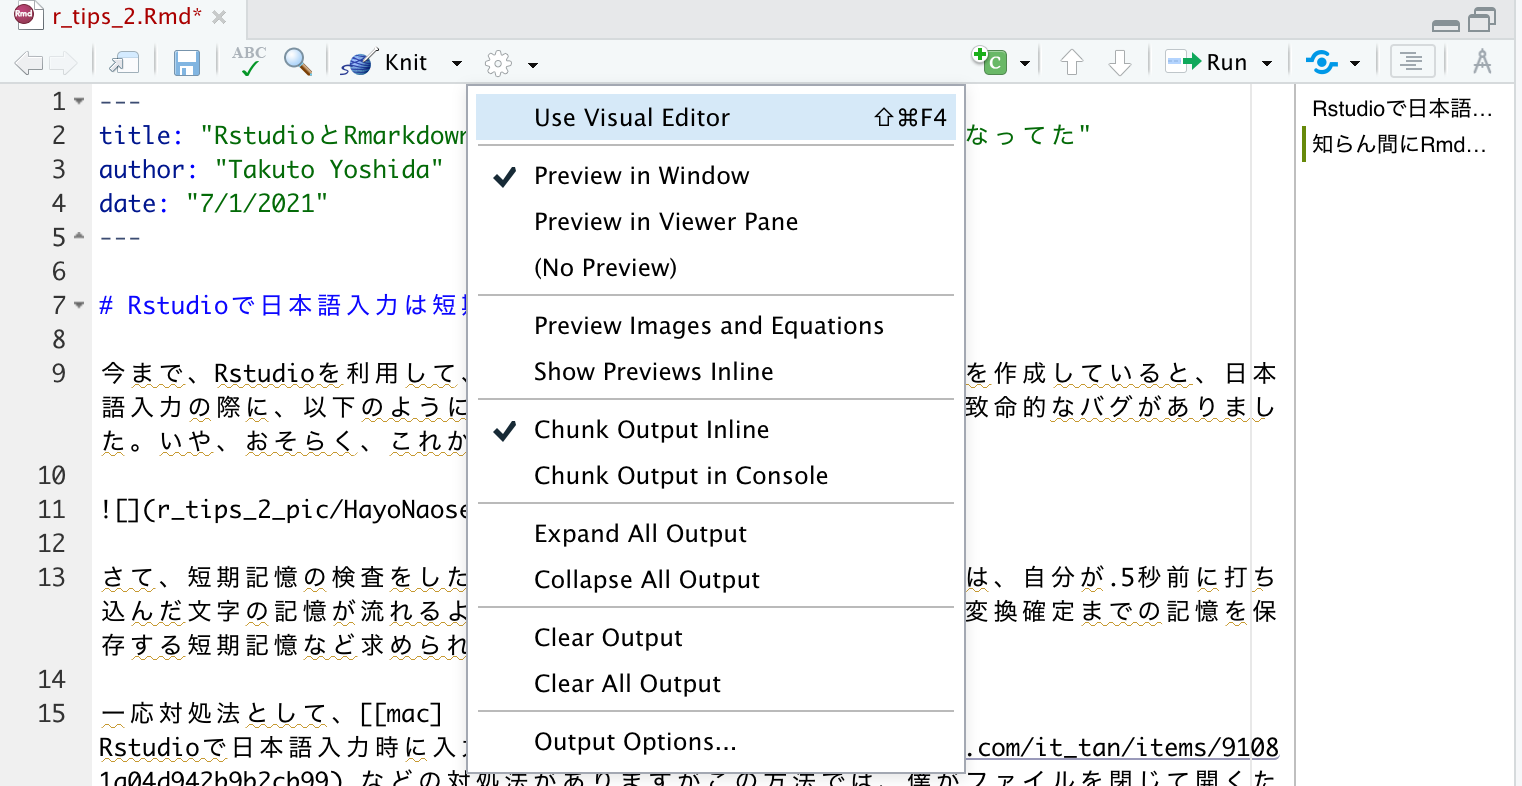 Rmd r_tips_2.Rmd*
ABC Knit C Run
1 ---
2 title: "RstudioとRmarkdow なってた"
3 author: "Takuto Yoshida"
4 date: "7/1/2021"
5 ---
6
7 # Rstudioで日本語入力は短
8
9 今まで、Rstudioを利用して、 を作成していると、日本
語入力の際に、以下のように 致命的なバグがありまし
た。いや、おそらく、これか
10
11 ![](r_tips_2_pic/HayoNaose
12
13 さて、短期記憶の検査をした は、自分が.5秒前に打ち
込んだ文字の記憶が流れるよ 変換確定までの記憶を保
存する短期記憶など求められ
14
15 一応対処法として、[[mac]
Rstudioで日本語入力時に入 .com/it_tan/items/9108
1a04d942b9b2cb99) などの対処法がありますがこの方法では、僕がファイルを閉じて開くた
Use Visual Editor ⇧⌘F4
Preview in Window
Preview in Viewer Pane
(No Preview)
Preview Images and Equations
Show Previews Inline
Chunk Output Inline
Chunk Output in Console
Expand All Output
Collapse All Output
Clear Output
Clear All Output
Output Options...
Rstudioで日本語...
知らん間にRmd...